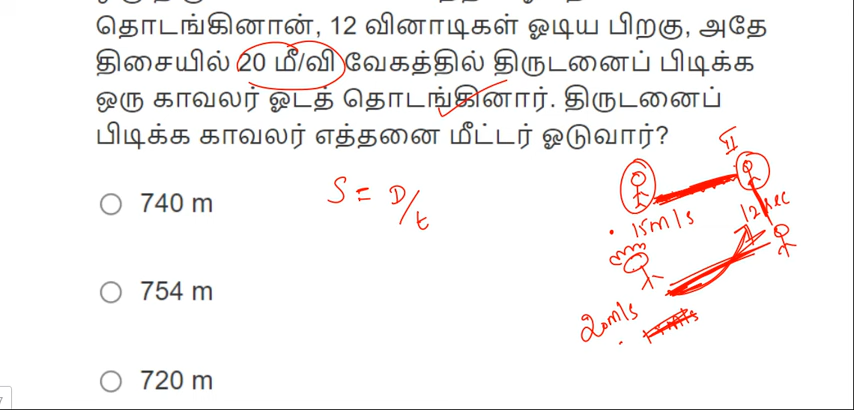 தொடங்கினான், 12 வினாடிகள் ஓடிய பிறகு, அதே
திசையில் 20 மீ/வி வேகத்தில் திருடனைப் பிடிக்க
ஒரு காவலர் ஓடத் தொடங்கினார். திருடனைப்
பிடிக்க காவலர் எத்தனை மீட்டர் ஓடுவார்?
740 m
S = D/t
II
12 sec
15m/s
754 m
20m/s
720 m